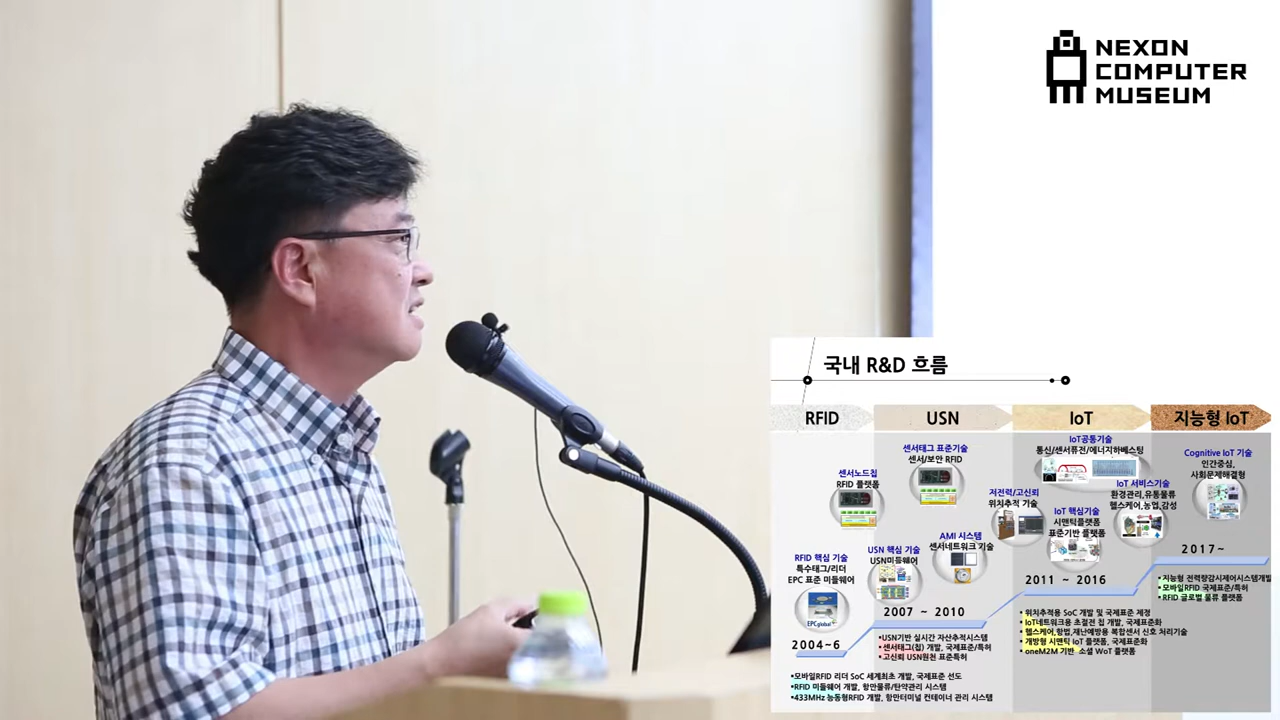 NEXON
COMPUTER
MUSEUM
국내 R&D 흐름
RFID
USN
IoT
지능형 IoT
센서노드칩
RFID 플랫폼
센서태그 표준기술
센서/보안 RFID
IoT공통기술
통신/센서퓨전/에너지하베스팅
Cognitive IoT 기술
인간중심,
사회문제해결형
저전력/고신뢰
위치추적 기술
IoT 서비스기술
환경관리,유통물류
헬스케어,농업,감성
IoT 핵심기술
시맨틱플랫폼
표준기반 플랫폼
RFID 핵심 기술
특수태그/리더
EPC 표준 미들웨어
USN 핵심 기술
USN미들웨어
AMI 시스템
센서네트워크 기술
EPCglobal
2004~6
2007 ~ 2010
2011 ~ 2016
2017~
•모바일RFID 리더 SoC 세계최초 개발, 국제표준 선도
•RFID 미들웨어 개발, 항만물류/탄약관리 시스템
•433MHz 능동형RFID 개발, 항만터미널 컨테이너 관리 시스템
•USN기반 실시간 자산추적시스템
•센서태그(칩) 개발, 국제표준/특허
•고신뢰 USN원천 표준특허
• 위치추적용 SoC 개발 및 국제표준 제정
• IoT네트워크용 초절전 칩 개발, 국제표준화
• 헬스케어,항법,재난예방용 복합센서 신호 처리기술
• 개방형 시맨틱 IoT 플랫폼, 국제표준화
• oneM2M 기반 소셜 WoT 플랫폼
•지능형 전력량감시제어시스템개발
•모바일RFID 국제표준/특허
•RFID 글로벌 물류 플랫폼